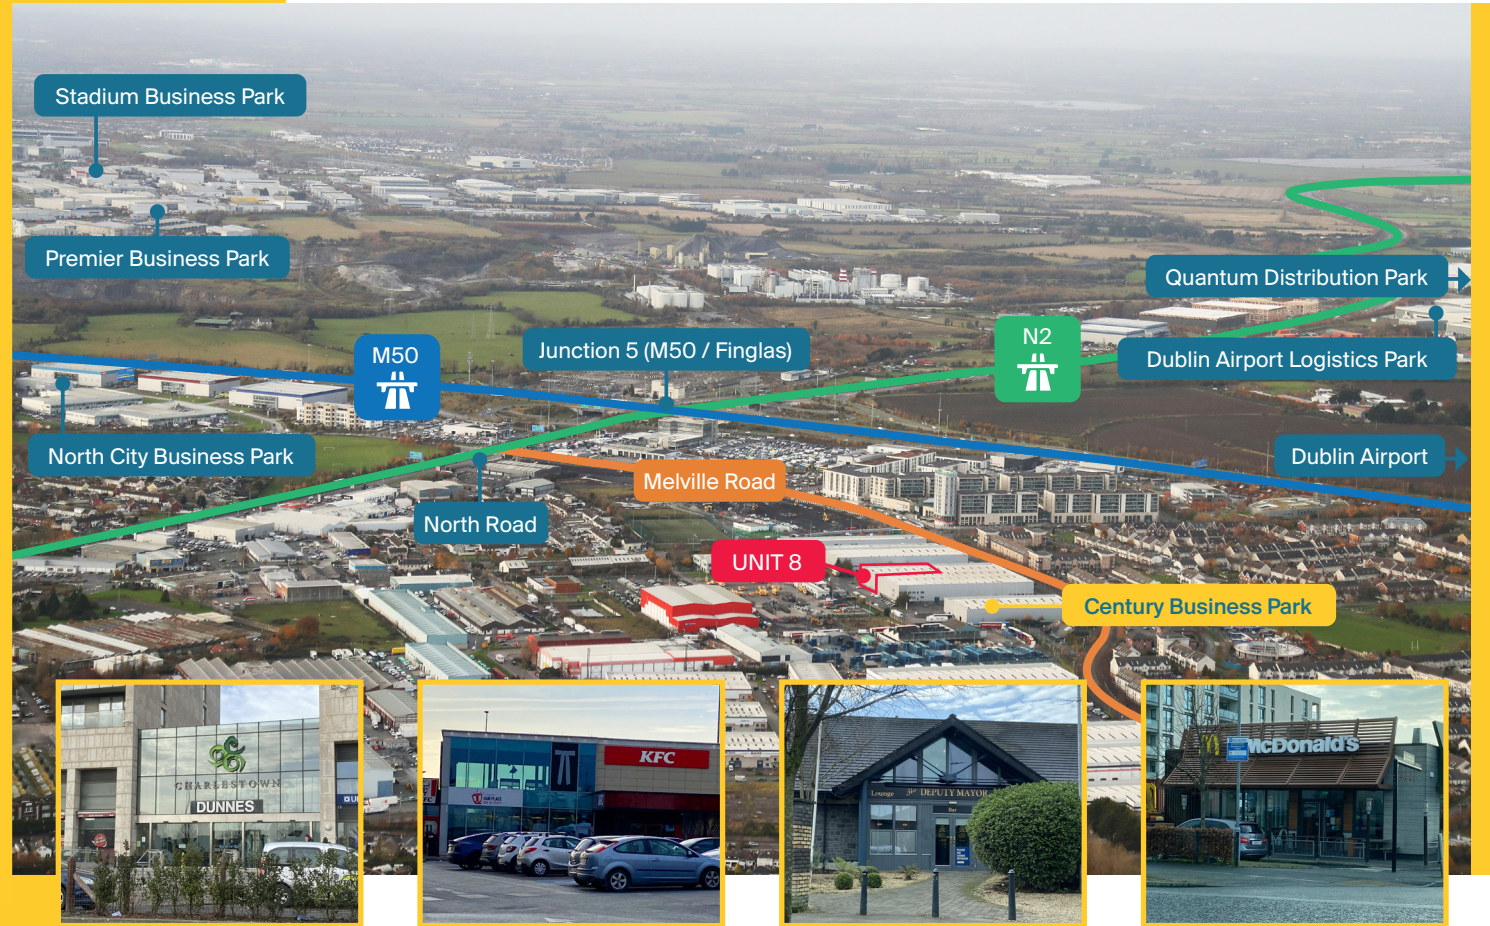 Stadium Business Park
Premier Business Park
Quantum Distribution Park
N2
M50
Junction 5 (M50 / Finglas)
Dublin Airport Logistics Park
North City Business Park
Dublin Airport
Melville Road
North Road
UNIT 8
Century Business Park
CHARLESTOWN
DUNNES
KFC
Lounge
DEPUTY MAYOR
Bar
McDonald's